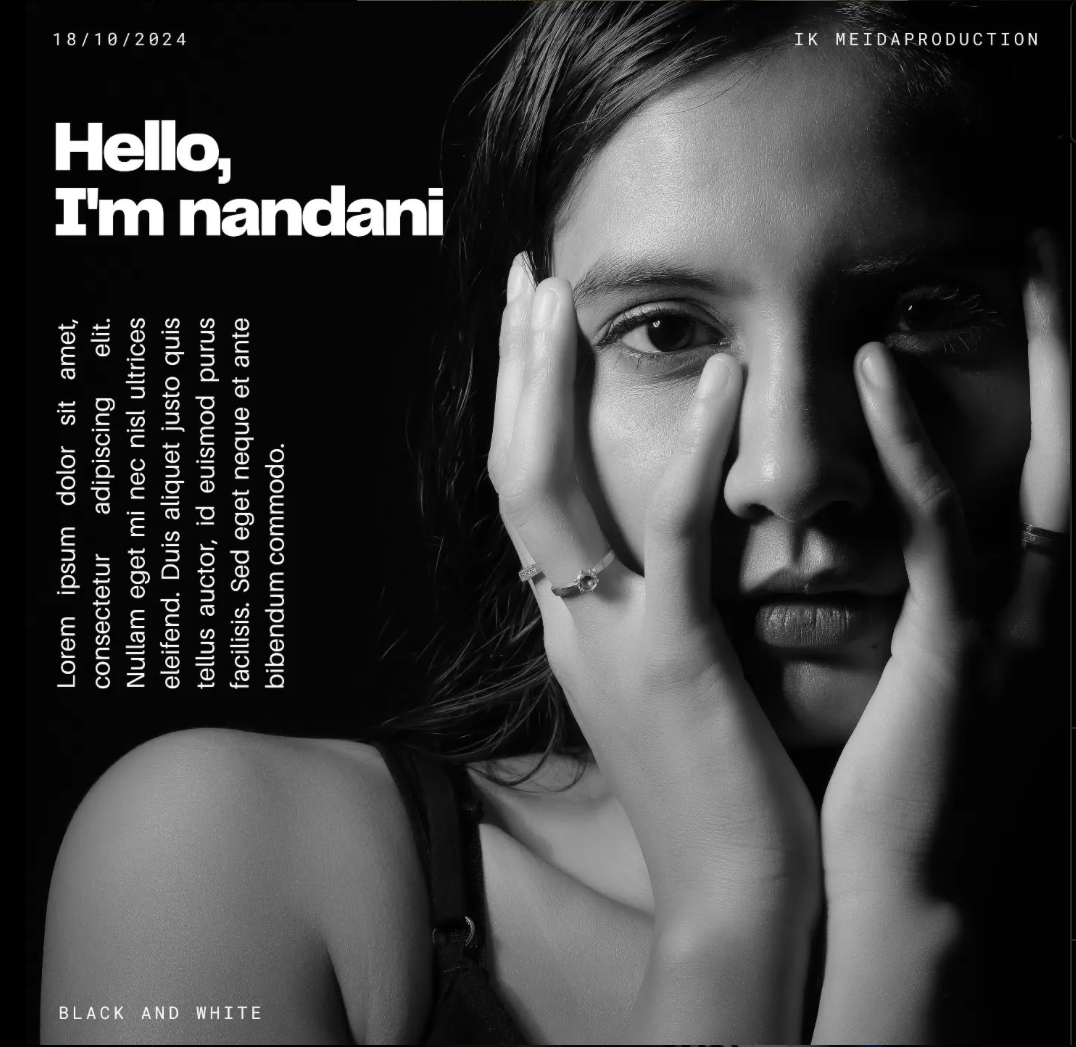 18/10/2024
IK MEIDAPRODUCTION
Hello,
I'm nandani
Lorem ipsum dolor sit amet,
consectetur adipiscing elit.
Nullam eget mi nec nisl ultrices
eleifend. Duis aliquet justo quis
tellus auctor, id euismod purus
facilisis. Sed eget neque et ante
bibendum commodo.
BLACK AND WHITE